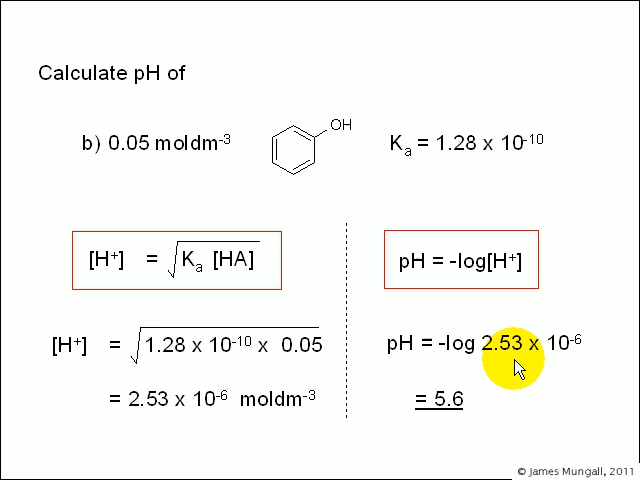 Calculate pH of
b) 0.05 moldm⁻³ OH Kₐ = 1.28 x 10⁻¹⁰
[H⁺] = √Kₐ [HA]
pH = -log[H⁺]
[H⁺] = √1.28 x 10⁻¹⁰ x 0.05
= 2.53 x 10⁻⁶ moldm⁻³
pH = -log 2.53 x 10⁻⁶
= 5.6
© James Mungall, 2011